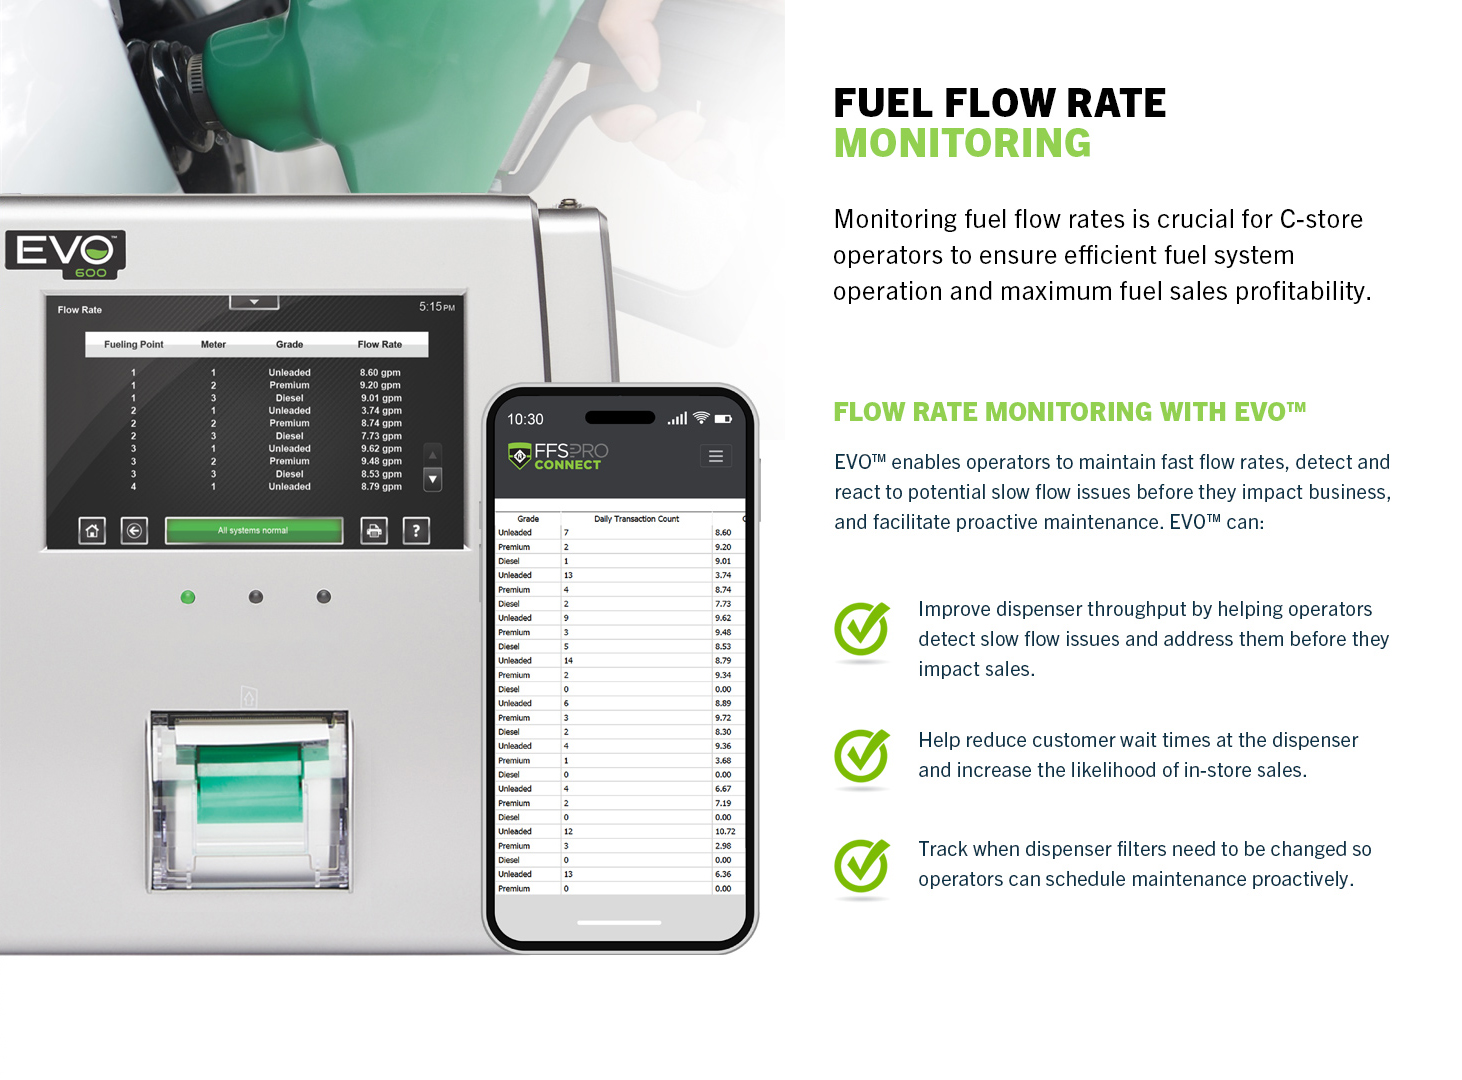 FUEL FLOW RATE
MONITORING
Monitoring fuel flow rates is crucial for C-store
operators to ensure efficient fuel system
operation and maximum fuel sales profitability.
FLOW RATE MONITORING WITH EVO™
EVO™ enables operators to maintain fast flow rates, detect and
react to potential slow flow issues before they impact business,
and facilitate proactive maintenance. EVO™ can:
Improve dispenser throughput by helping operators
detect slow flow issues and address them before they
impact sales.
Help reduce customer wait times at the dispenser
and increase the likelihood of in-store sales.
Track when dispenser filters need to be changed so
operators can schedule maintenance proactively.
EVO™
600
Flow Rate 5:15 PM
Fueling Point Meter Grade Flow Rate
1 1 Unleaded 8.60 gpm
1 2 Premium 9.20 gpm
1 3 Diesel 9.01 gpm
2 1 Unleaded 3.74 gpm
2 2 Premium 8.74 gpm
2 3 Diesel 7.73 gpm
3 1 Unleaded 9.62 gpm
3 2 Premium 9.48 gpm
3 3 Diesel 8.53 gpm
4 1 Unleaded 8.79 gpm
All systems normal
?
10:30
FFSPRO
CONNECT
Grade Daily Transaction Count
Unleaded 7 8.60
Premium 2 9.20
Diesel 1 9.01
Unleaded 13 3.74
Premium 4 8.74
Diesel 2 7.73
Unleaded 9 9.62
Premium 3 9.48
Diesel 5 8.53
Unleaded 14 8.79
Premium 2 9.34
Diesel 0 0.00
Unleaded 6 8.89
Premium 3 9.72
Diesel 2 8.30
Unleaded 4 9.36
Premium 1 3.68
Diesel 0 0.00
Unleaded 4 6.67
Premium 2 7.19
Diesel 0 0.00
Unleaded 12 10.72
Premium 3 2.98
Diesel 0 0.00
Unleaded 13 6.36
Premium 0 0.00